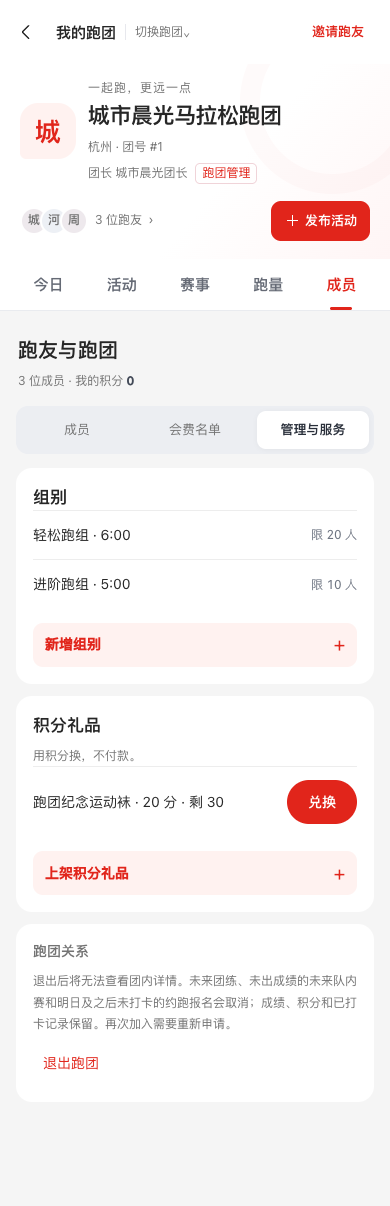 我的跑团 切换跑团 邀请跑友
一起跑，更远一点
城 城市晨光马拉松跑团
杭州 · 团号 #1
团长 城市晨光团长 跑团管理
城 河 周 3 位跑友 › ＋ 发布活动
今日 活动 赛事 跑量 成员
跑友与跑团
3 位成员 · 我的积分 0
成员 会费名单 管理与服务
组别
轻松跑组 · 6:00 限 20 人
进阶跑组 · 5:00 限 10 人
新增组别 +
积分礼品
用积分换，不付款。
跑团纪念运动袜 · 20 分 · 剩 30 兑换
上架积分礼品 +
跑团关系
退出后将无法查看团内详情。未来团练、未出成绩的未来队内
赛和明日及之后未打卡的约跑报名会取消；成绩、积分和已打
卡记录保留。再次加入需要重新申请。
退出跑团